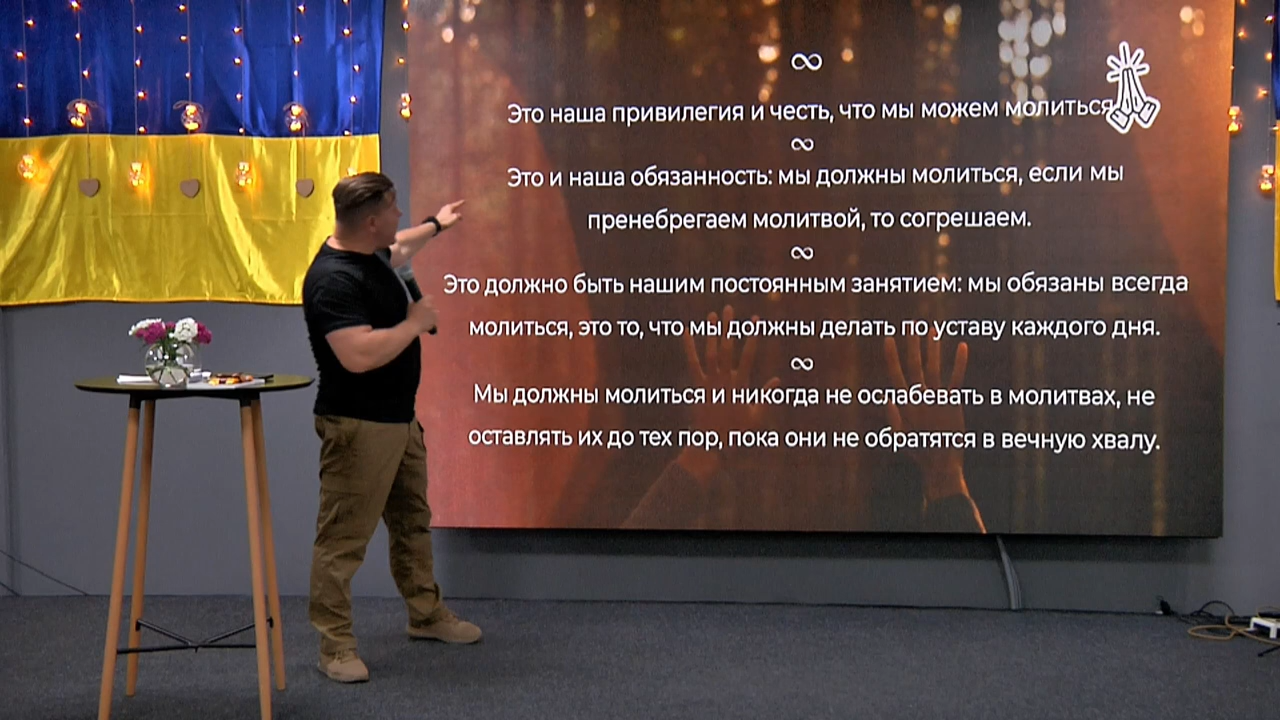 Это наша привилегия и честь, что мы можем молиться
Это и наша обязанность: мы должны молиться, если мы
пренебрегаем молитвой, то согрешаем.
Это должно быть нашим постоянным занятием: мы обязаны всегда
молиться, это то, что мы должны делать по уставу каждого дня.
Мы должны молиться и никогда не ослабевать в молитвах, не
оставлять их до тех пор, пока они не обратятся в вечную хвалу.